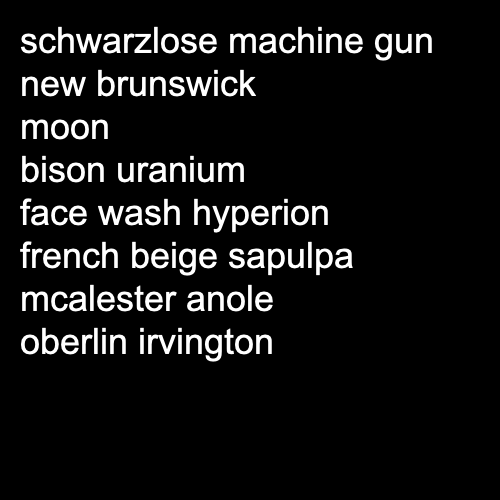 schwarzlose machine gun
new brunswick
moon
bison uranium
face wash hyperion
french beige sapulpa
mcalester anole
oberlin irvington